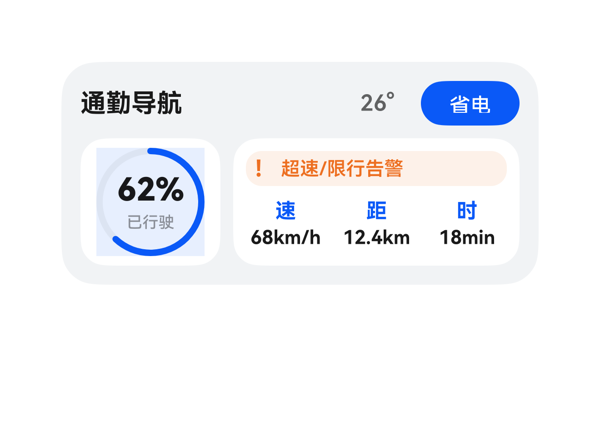 通勤导航
26°
省电
62%
已行驶
! 超速/限行告警
速 距 时
68km/h 12.4km 18min